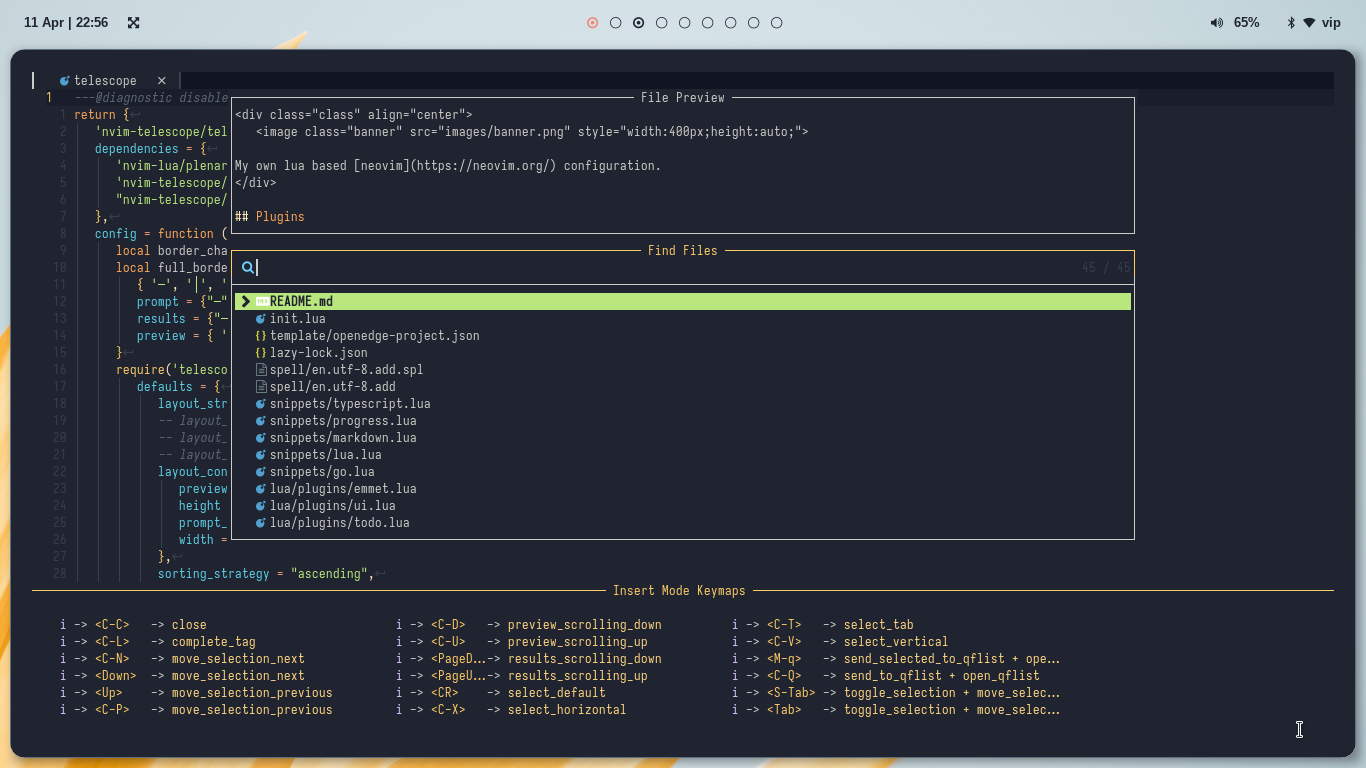 11 Apr | 22:56
65%
vip
telescope ✕
1 ---@diagnostic disable
1 return {
2 'nvim-telescope/tel
3 dependencies = {
4 'nvim-lua/plenar
5 'nvim-telescope/
6 "nvim-telescope/
7 },
8 config = function (
9 local border_cha
10 local full_borde
11 { '─', '│', '
12 prompt = {"─"
13 results = {"─
14 preview = { '
15 }
16 require('telesco
17 defaults = {
18 layout_str
19 -- layout_
20 -- layout_
21 -- layout_
22 layout_con
23 preview
24 height
25 prompt_
26 width =
27 },
28 sorting_strategy = "ascending",
File Preview
<div class="class" align="center">
<image class="banner" src="images/banner.png" style="width:400px;height:auto;">
My own lua based [neovim](https://neovim.org/) configuration.
</div>
## Plugins
Find Files
45 / 45
README.md
init.lua
template/openedge-project.json
lazy-lock.json
spell/en.utf-8.add.spl
spell/en.utf-8.add
snippets/typescript.lua
snippets/progress.lua
snippets/markdown.lua
snippets/lua.lua
snippets/go.lua
lua/plugins/emmet.lua
lua/plugins/ui.lua
lua/plugins/todo.lua
Insert Mode Keymaps
i -> <C-C> -> close i -> <C-D> -> preview_scrolling_down i -> <C-T> -> select_tab
i -> <C-L> -> complete_tag i -> <C-U> -> preview_scrolling_up i -> <C-V> -> select_vertical
i -> <C-N> -> move_selection_next i -> <PageD...-> results_scrolling_down i -> <M-q> -> send_selected_to_qflist + ope...
i -> <Down> -> move_selection_next i -> <PageU...-> results_scrolling_up i -> <C-Q> -> send_to_qflist + open_qflist
i -> <Up> -> move_selection_previous i -> <CR> -> select_default i -> <S-Tab> -> toggle_selection + move_selec...
i -> <C-P> -> move_selection_previous i -> <C-X> -> select_horizontal i -> <Tab> -> toggle_selection + move_selec...